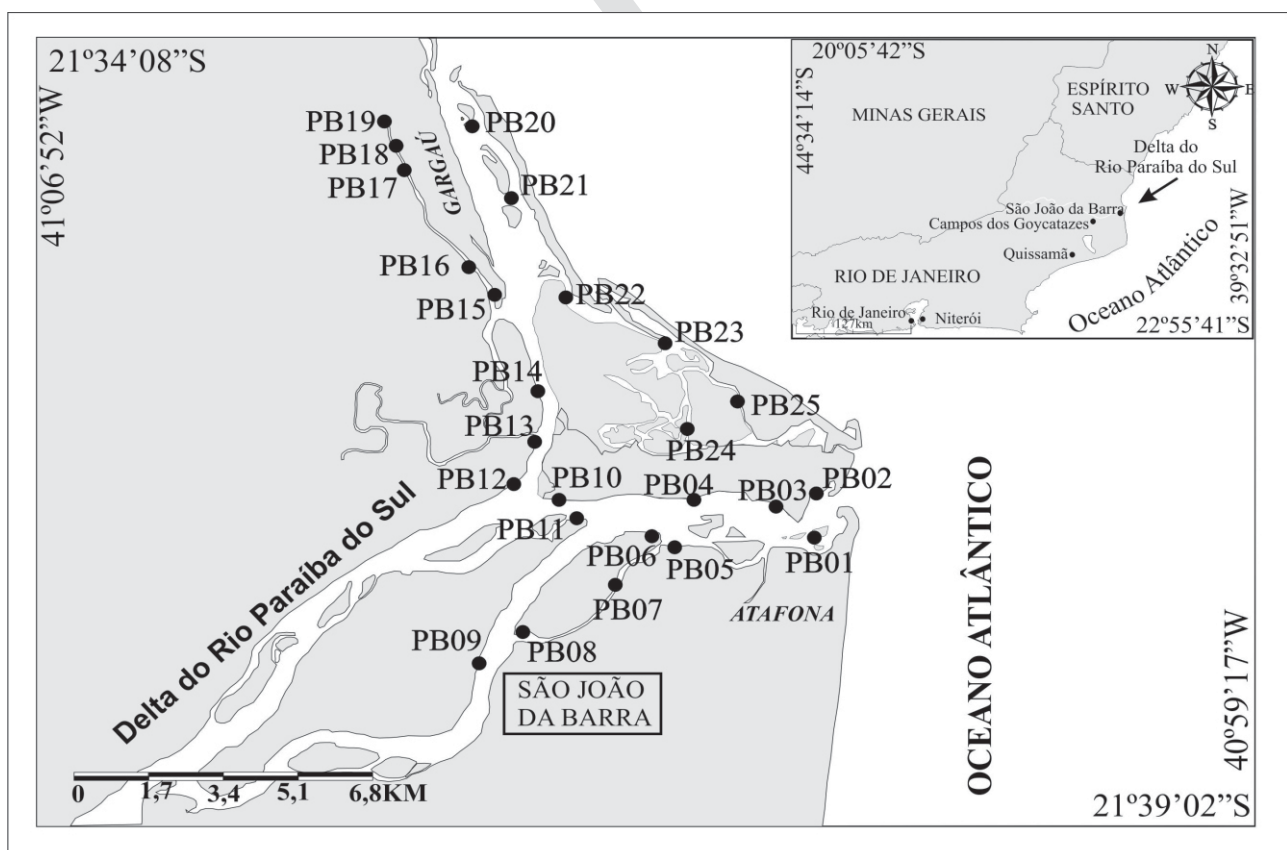 21º34’08”S
41º06’52”W
PB19
PB18
PB17
GARGAÚ
PB20
PB21
PB16
PB15
PB22
PB23
PB14
PB13
PB25
PB24
PB12
PB10
PB04
PB03
PB02
PB11
PB06
PB05
PB01
PB07
ATAFONA
PB09
PB08
SÃO JOÃO
DA BARRA
Delta do Rio Paraíba do Sul
0
1,7
3,4
5,1
6,8KM
OCEANO ATLÂNTICO
40º59’17”W
21º39’02”S
20º05’42”S
44º34’14”S
N
W
E
S
MINAS GERAIS
ESPÍRITO
SANTO
Delta do
Rio Paraíba do Sul
São João da Barra
Campos dos Goycatazes
Quissamã
RIO DE JANEIRO
Rio de Janeiro
Niterói
127km
Oceano Atlântico
39º32’51”W
22º55’41”S